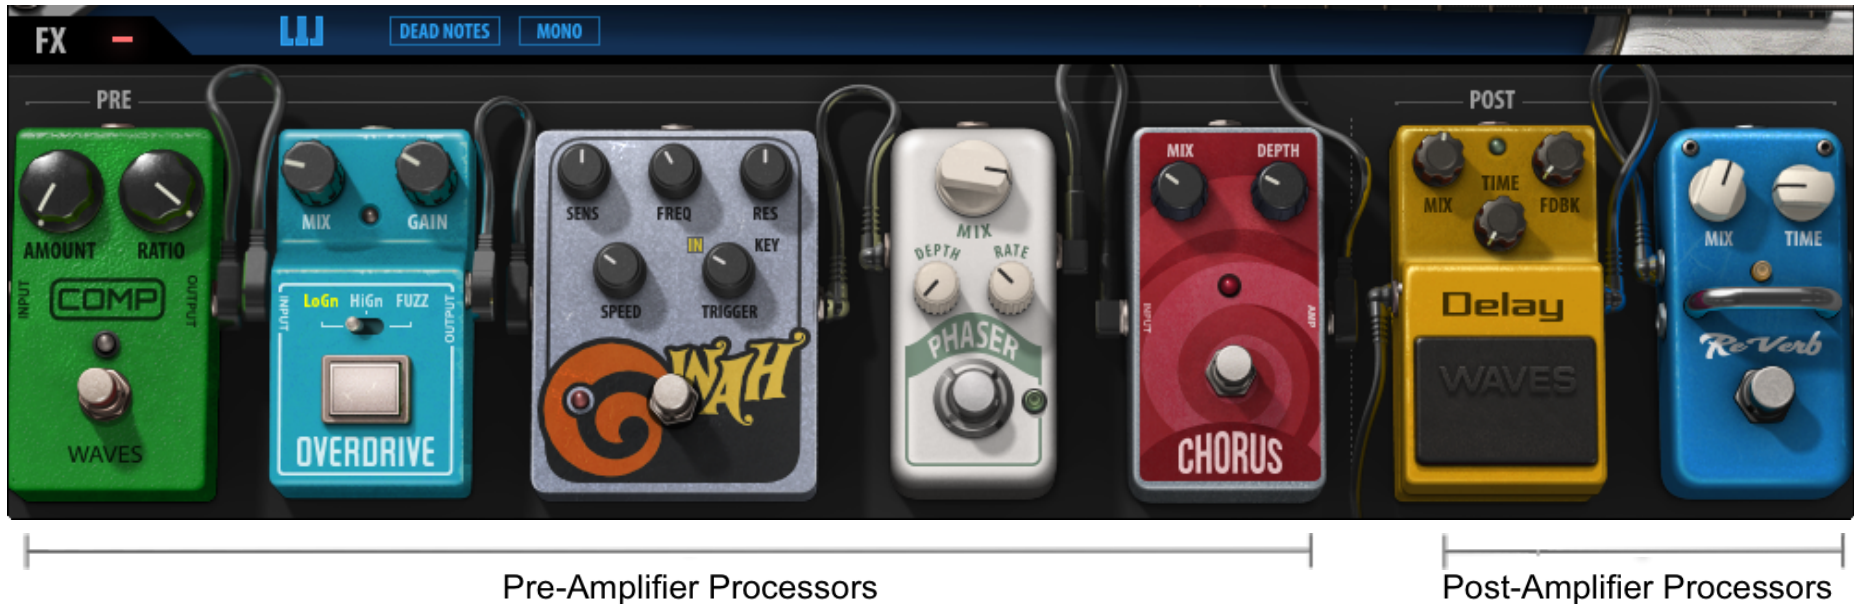 FX
DEAD NOTES
MONO
PRE
POST
AMOUNT RATIO
INPUT
COMP
OUTPUT
WAVES
MIX GAIN
LoGn HiGn FUZZ
INPUT
OUTPUT
OVERDRIVE
SENS FREQ RES
IN KEY
SPEED TRIGGER
WAH
MIX
DEPTH RATE
PHASER
MIX DEPTH
INPUT
AMP
CHORUS
TIME
MIX FDBK
Delay
WAVES
MIX TIME
ReVerb
Pre-Amplifier Processors
Post-Amplifier Processors